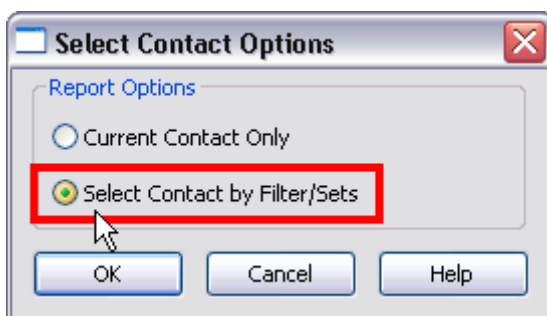 Select Contact Options
Report Options
Current Contact Only
Select Contact by Filter/Sets
OK Cancel Help